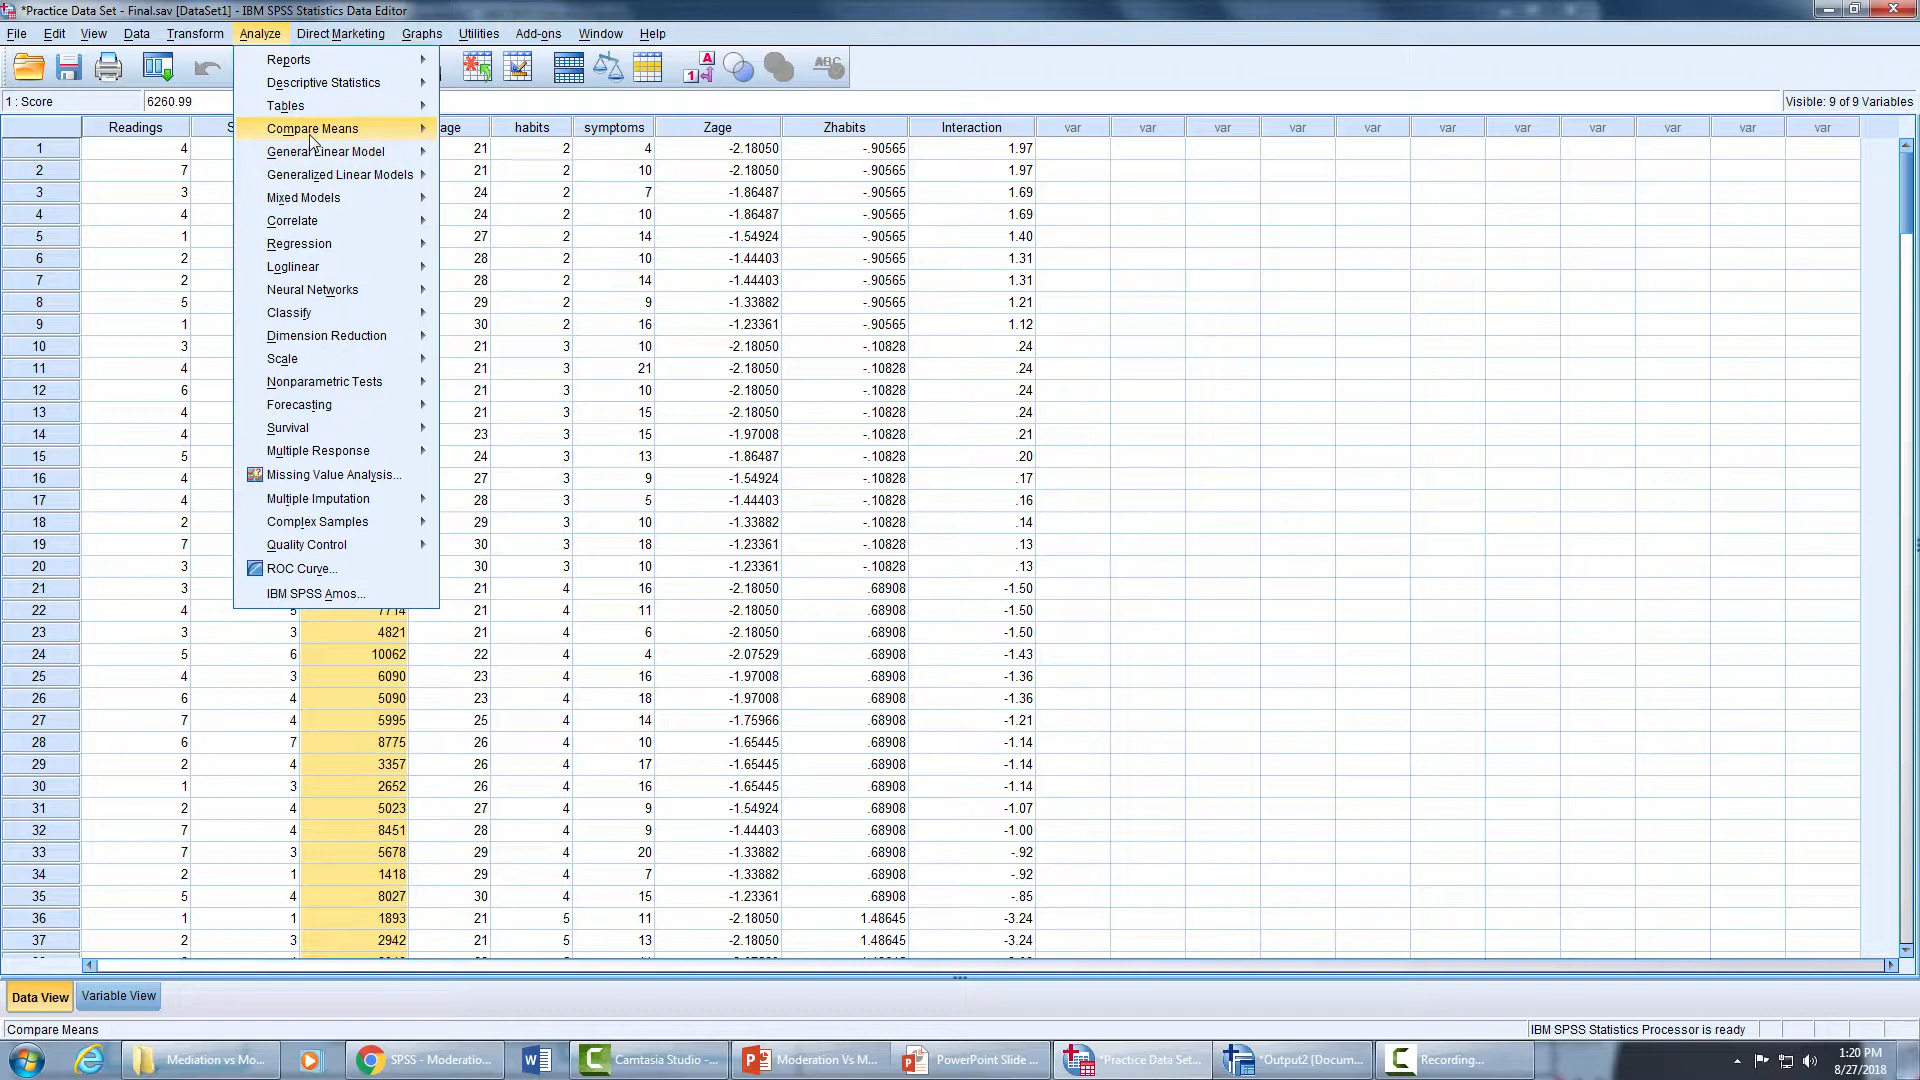 *Practice Data Set - Final.sav [DataSet1] - IBM SPSS Statistics Data Editor
File Edit View Data Transform Analyze Direct Marketing Graphs Utilities Add-ons Window Help
1 : Score 6260.99 Visible: 9 of 9 Variables
Reports
Descriptive Statistics
Tables
Compare Means
General Linear Model
Generalized Linear Models
Mixed Models
Correlate
Regression
Loglinear
Neural Networks
Classify
Dimension Reduction
Scale
Nonparametric Tests
Forecasting
Survival
Multiple Response
Missing Value Analysis...
Multiple Imputation
Complex Samples
Quality Control
ROC Curve...
IBM SPSS Amos...
Readings S age habits symptoms Zage Zhabits Interaction var var var var var var var var var var var
1 4 21 2 4 -2.18050 -.90565 1.97
2 7 21 2 10 -2.18050 -.90565 1.97
3 3 24 2 7 -1.86487 -.90565 1.69
4 4 24 2 10 -1.86487 -.90565 1.69
5 1 27 2 14 -1.54924 -.90565 1.40
6 2 28 2 10 -1.44403 -.90565 1.31
7 2 28 2 14 -1.44403 -.90565 1.31
8 5 29 2 9 -1.33882 -.90565 1.21
9 1 30 2 16 -1.23361 -.90565 1.12
10 3 21 3 10 -2.18050 -.10828 .24
11 4 21 3 21 -2.18050 -.10828 .24
12 6 21 3 10 -2.18050 -.10828 .24
13 4 21 3 15 -2.18050 -.10828 .24
14 4 23 3 15 -1.97008 -.10828 .21
15 5 24 3 13 -1.86487 -.10828 .20
16 4 27 3 9 -1.54924 -.10828 .17
17 4 28 3 5 -1.44403 -.10828 .16
18 2 29 3 10 -1.33882 -.10828 .14
19 7 30 3 18 -1.23361 -.10828 .13
20 3 30 3 10 -1.23361 -.10828 .13
21 3 21 4 16 -2.18050 .68908 -1.50
22 4 5 7714 21 4 11 -2.18050 .68908 -1.50
23 3 3 4821 21 4 6 -2.18050 .68908 -1.50
24 5 6 10062 22 4 4 -2.07529 .68908 -1.43
25 4 3 6090 23 4 16 -1.97008 .68908 -1.36
26 6 4 5090 23 4 18 -1.97008 .68908 -1.36
27 7 4 5995 25 4 14 -1.75966 .68908 -1.21
28 6 7 8775 26 4 10 -1.65445 .68908 -1.14
29 2 4 3357 26 4 17 -1.65445 .68908 -1.14
30 1 3 2652 26 4 16 -1.65445 .68908 -1.14
31 2 4 5023 27 4 9 -1.54924 .68908 -1.07
32 7 4 8451 28 4 9 -1.44403 .68908 -1.00
33 7 3 5678 29 4 20 -1.33882 .68908 -.92
34 2 1 1418 29 4 7 -1.33882 .68908 -.92
35 5 4 8027 30 4 15 -1.23361 .68908 -.85
36 1 1 1893 21 5 11 -2.18050 1.48645 -3.24
37 2 3 2942 21 5 13 -2.18050 1.48645 -3.24
Data View Variable View
Compare Means IBM SPSS Statistics Processor is ready
Mediation vs Mo... SPSS - Moderatio... Camtasia Studio -... Moderation Vs M... PowerPoint Slide ... *Practice Data Set... *Output2 [Docum... Recording... 1:20 PM
8/27/2018